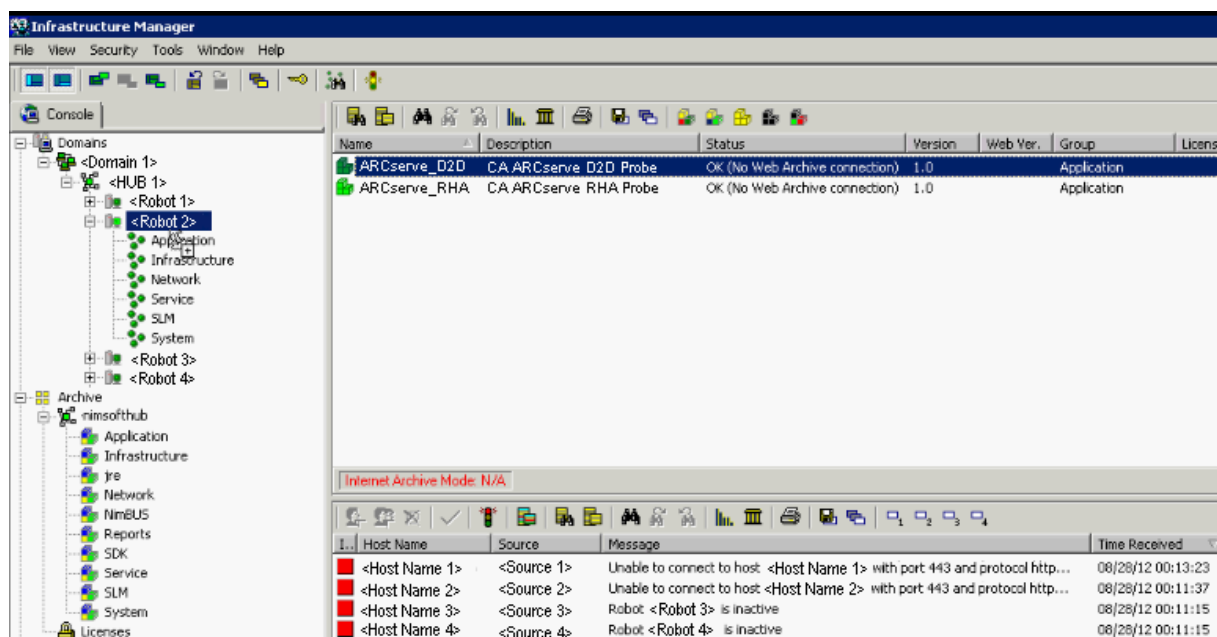 Infrastructure Manager
File View Security Tools Window Help
Console
Domains
<Domain 1>
<HUB 1>
<Robot 1>
<Robot 2>
Application
Infrastructure
Network
Service
SLM
System
<Robot 3>
<Robot 4>
Archive
nimsofthub
Application
Infrastructure
jre
Network
NimBUS
Reports
SDK
Service
SLM
System
Licenses
Name Description Status Version Web Ver. Group Licens
ARCserve_D2D CA ARCserve D2D Probe OK (No Web Archive connection) 1.0 Application
ARCserve_RHA CA ARCserve RHA Probe OK (No Web Archive connection) 1.0 Application
Internet Archive Mode: N/A
1 2 3 4
I... Host Name Source Message Time Received
<Host Name 1> <Source 1> Unable to connect to host <Host Name 1> with port 443 and protocol http... 08/28/12 00:13:23
<Host Name 2> <Source 2> Unable to connect to host <Host Name 2> with port 443 and protocol http... 08/28/12 00:11:37
<Host Name 3> <Source 3> Robot <Robot 3> is inactive 08/28/12 00:11:15
<Host Name 4> <Source 4> Robot <Robot 4> is inactive 08/28/12 00:11:15